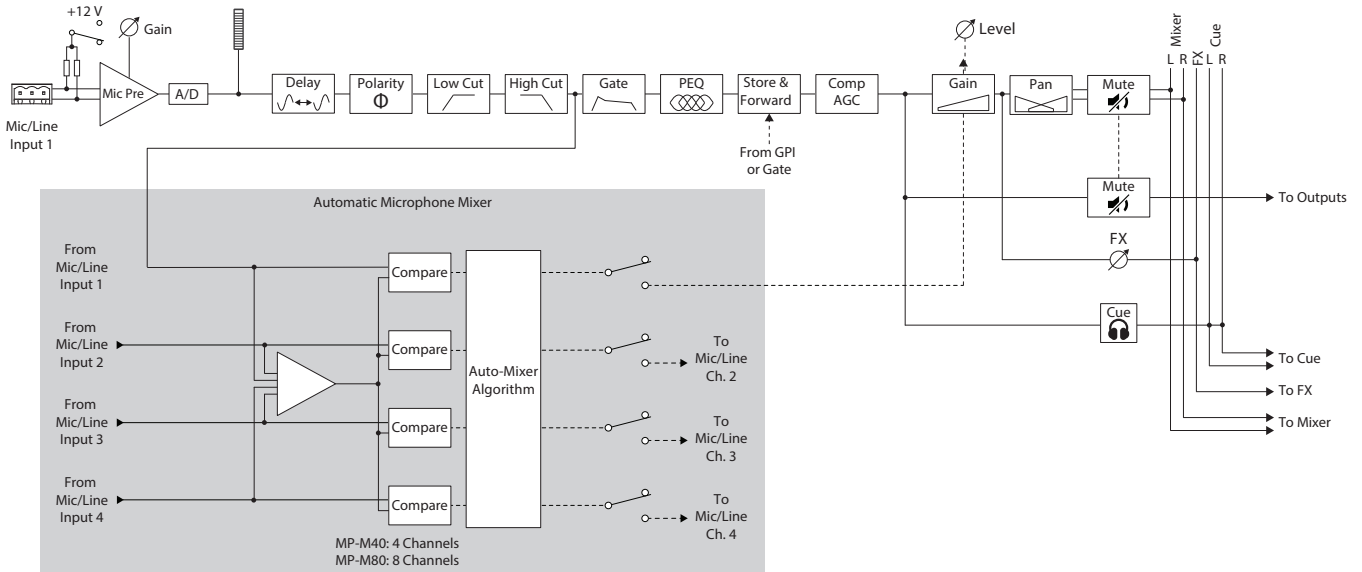 +12 V
Gain
Mic Pre
A/D
Mic/Line
Input 1
Delay
Polarity
Φ
Low Cut
High Cut
Gate
PEQ
Store &
Forward
From GPI
or Gate
Comp
AGC
Level
Gain
Pan
Mute
Mute
Mixer
FX
Cue
L R
L R
To Outputs
FX
Cue
To Cue
To FX
To Mixer
Automatic Microphone Mixer
From
Mic/Line
Input 1
From
Mic/Line
Input 2
From
Mic/Line
Input 3
From
Mic/Line
Input 4
Compare
Compare
Compare
Compare
Auto-Mixer
Algorithm
To
Mic/Line
Ch. 2
To
Mic/Line
Ch. 3
To
Mic/Line
Ch. 4
MP-M40: 4 Channels
MP-M80: 8 Channels